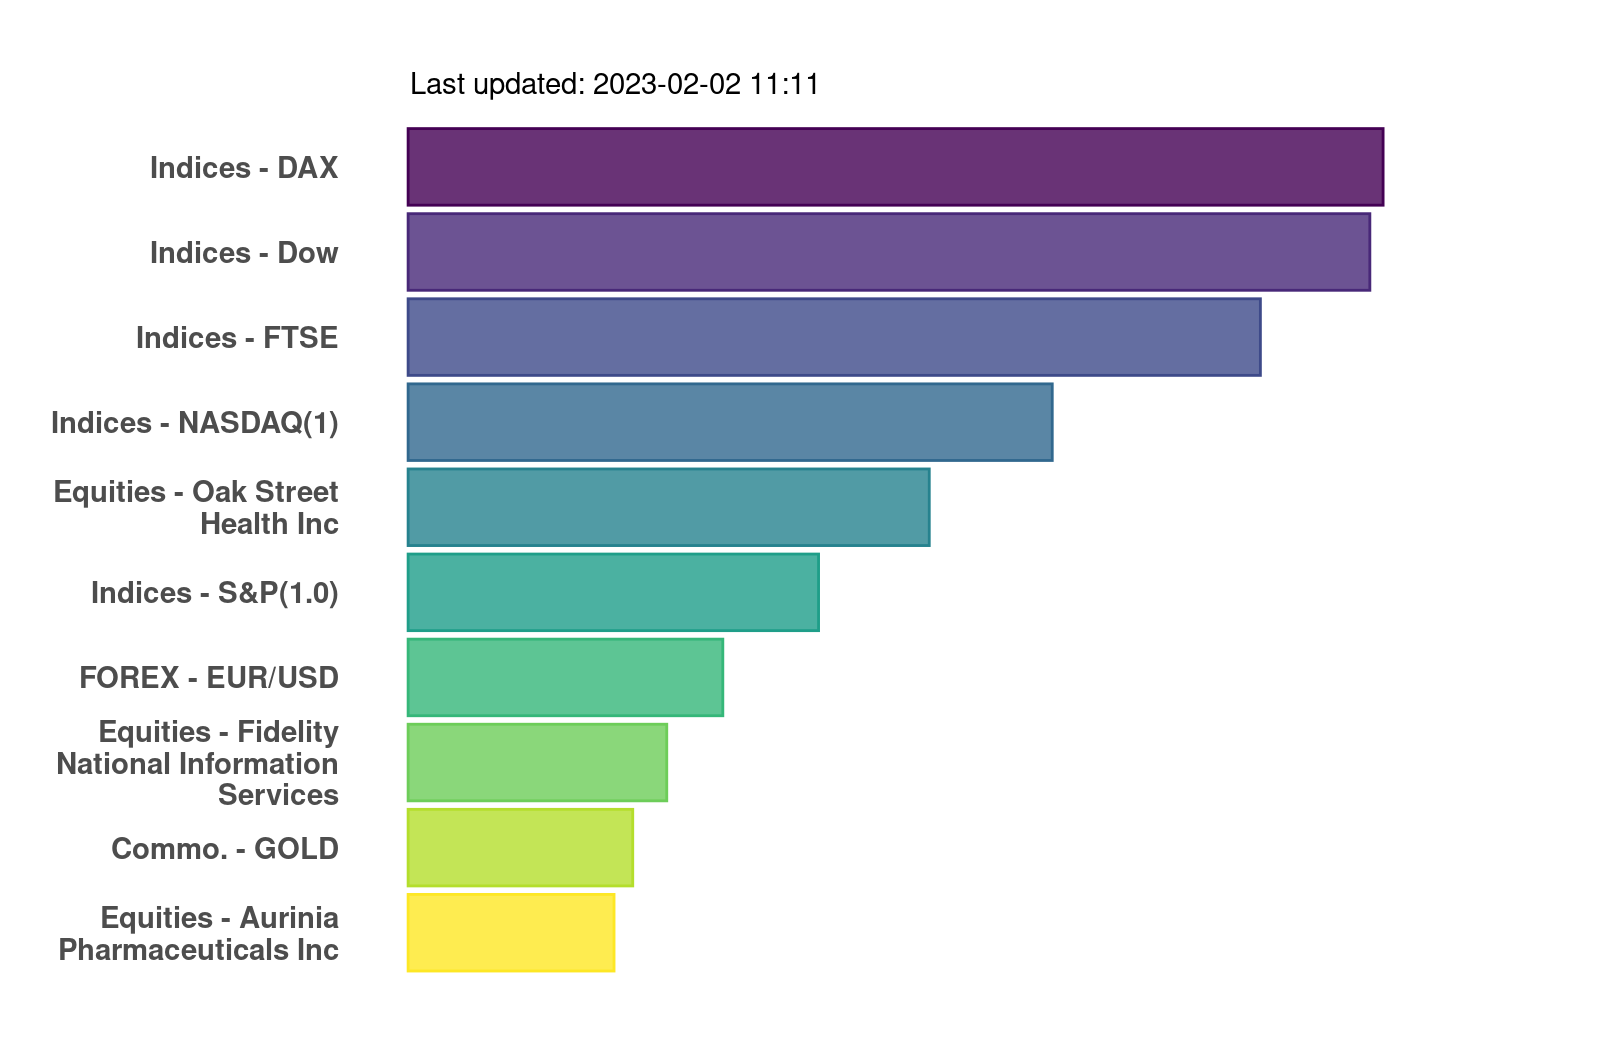 Last updated: 2023-02-02 11:11
Indices - DAX
Indices - Dow
Indices - FTSE
Indices - NASDAQ(1)
Equities - Oak Street
Health Inc
Indices - S&P(1.0)
FOREX - EUR/USD
Equities - Fidelity
National Information
Services
Commo. - GOLD
Equities - Aurinia
Pharmaceuticals Inc